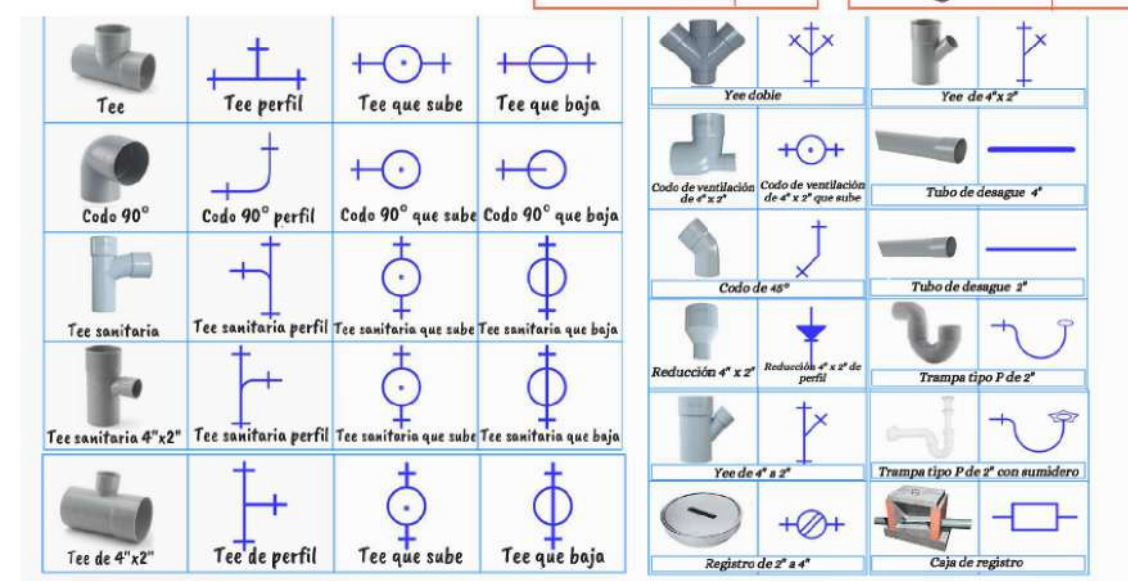 Tee
Tee perfil
Tee que sube
Tee que baja
Codo 90°
Codo 90° perfil
Codo 90° que sube
Codo 90° que baja
Tee sanitaria
Tee sanitaria perfil
Tee sanitaria que sube
Tee sanitaria que baja
Tee sanitaria 4"x2"
Tee sanitaria perfil
Tee sanitaria que sube
Tee sanitaria que baja
Tee de 4"x2"
Tee de perfil
Tee que sube
Tee que baja
Yee doble
Yee de 4"x 2"
Codo de ventilación
de 4" x 2"
Codo de ventilación
de 4" x 2" que sube
Tubo de desague 4"
Codo de 45°
Tubo de desague 2"
Reducción 4" x 2"
Reducción 4" x 2" de
perfil
Trampa tipo P de 2"
Yee de 4" a 2"
Trampa tipo P de 2" con sumidero
Registro de 2" a 4"
Caja de registro